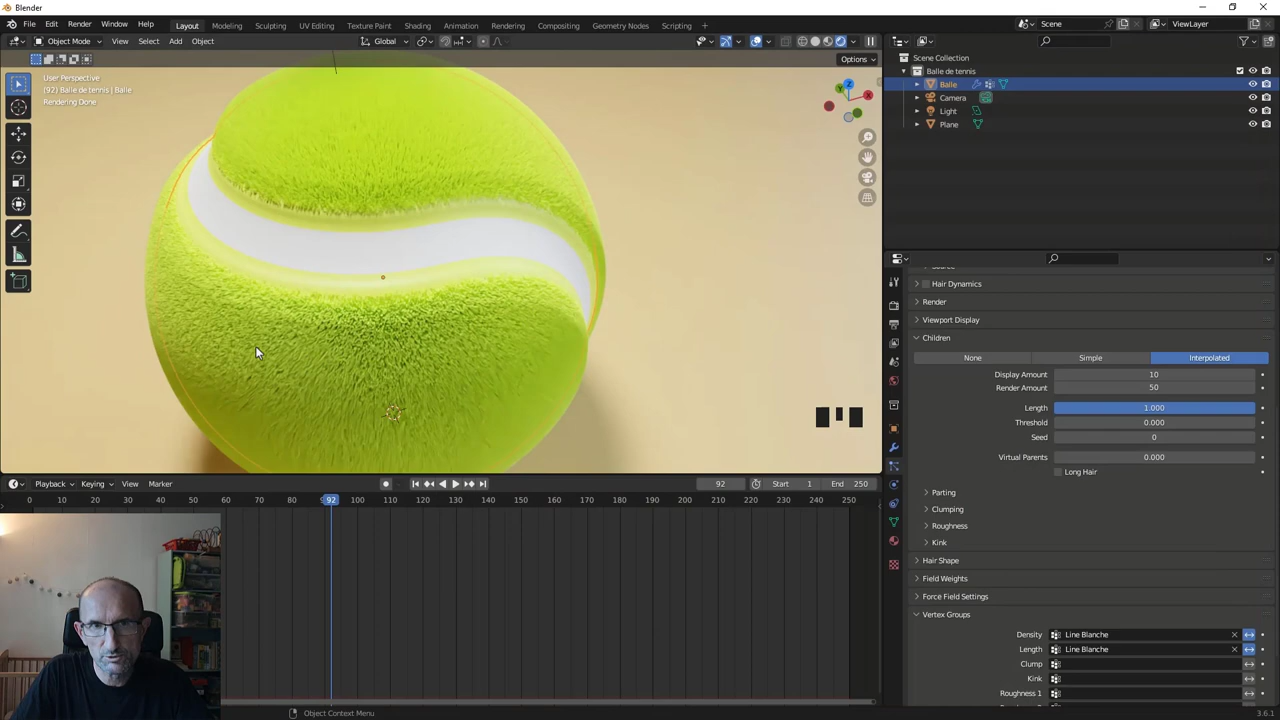 Blender
File Edit Render Window Help Layout Modeling Sculpting UV Editing Texture Paint Shading Animation Rendering Compositing Geometry Nodes Scripting + Scene ViewLayer
Object Mode View Select Add Object Global
Options
User Perspective
(92) Balle de tennis | Balle
Rendering Done
Z
Y
X
Scene Collection
Balle de tennis
Balle
Camera
Light
Plane
Hair Dynamics
Render
Viewport Display
Children
None Simple Interpolated
Display Amount 10
Render Amount 50
Length 1.000
Threshold 0.000
Seed 0
Virtual Parents 0.000
Long Hair
Parting
Clumping
Roughness
Kink
Hair Shape
Field Weights
Force Field Settings
Vertex Groups
Density Line Blanche
Length Line Blanche
Clump
Kink
Roughness 1
Playback Keying View Marker 92 Start 1 End 250
0 10 20 30 40 50 60 70 80 92 100 110 120 130 140 150 160 170 180 190 200 210 220 230 240 250
Object Context Menu
3.6.1